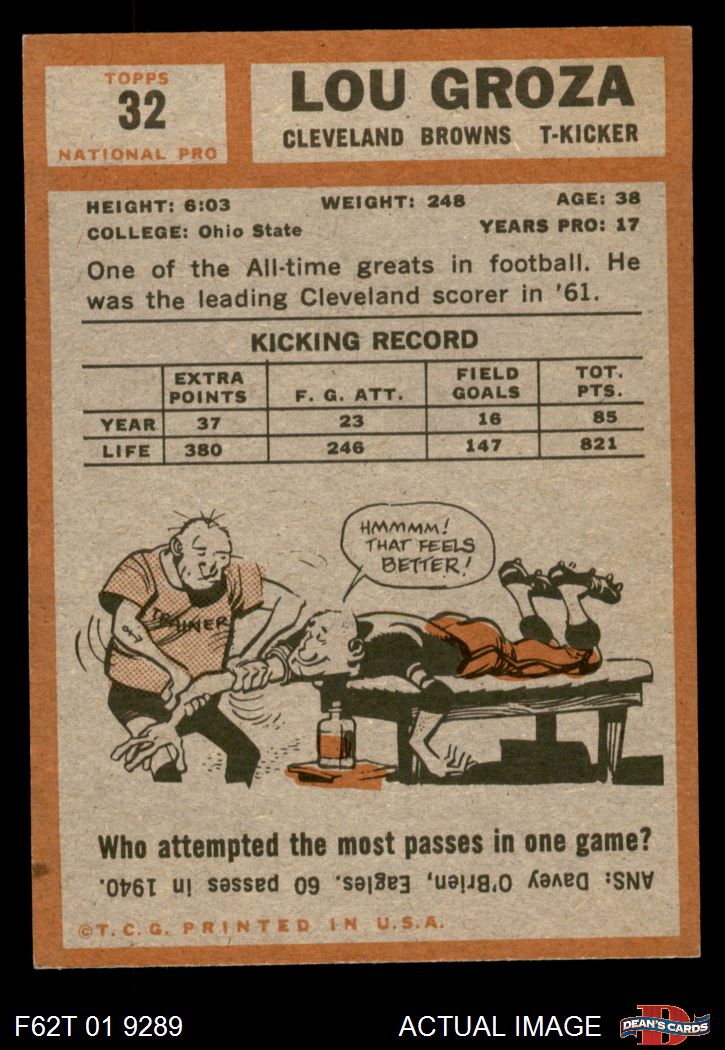 TOPPS
32
NATIONAL PRO
LOU GROZA
CLEVELAND BROWNS T-KICKER
HEIGHT: 6:03 WEIGHT: 248 AGE: 38
COLLEGE: Ohio State YEARS PRO: 17
One of the All-time greats in football. He
was the leading Cleveland scorer in '61.
KICKING RECORD
EXTRA POINTS F. G. ATT. FIELD GOALS TOT. PTS.
YEAR 37 23 16 85
LIFE 380 246 147 821
HMMMMM!
THAT FEELS
BETTER!
TRAINER
Who attempted the most passes in one game?
ANS: Davey O'Brien, Eagles. 60 passes in 1940.
©T.C.G. PRINTED IN U.S.A.
F62T 01 9289 ACTUAL IMAGE
D
DEAN'S CARDS